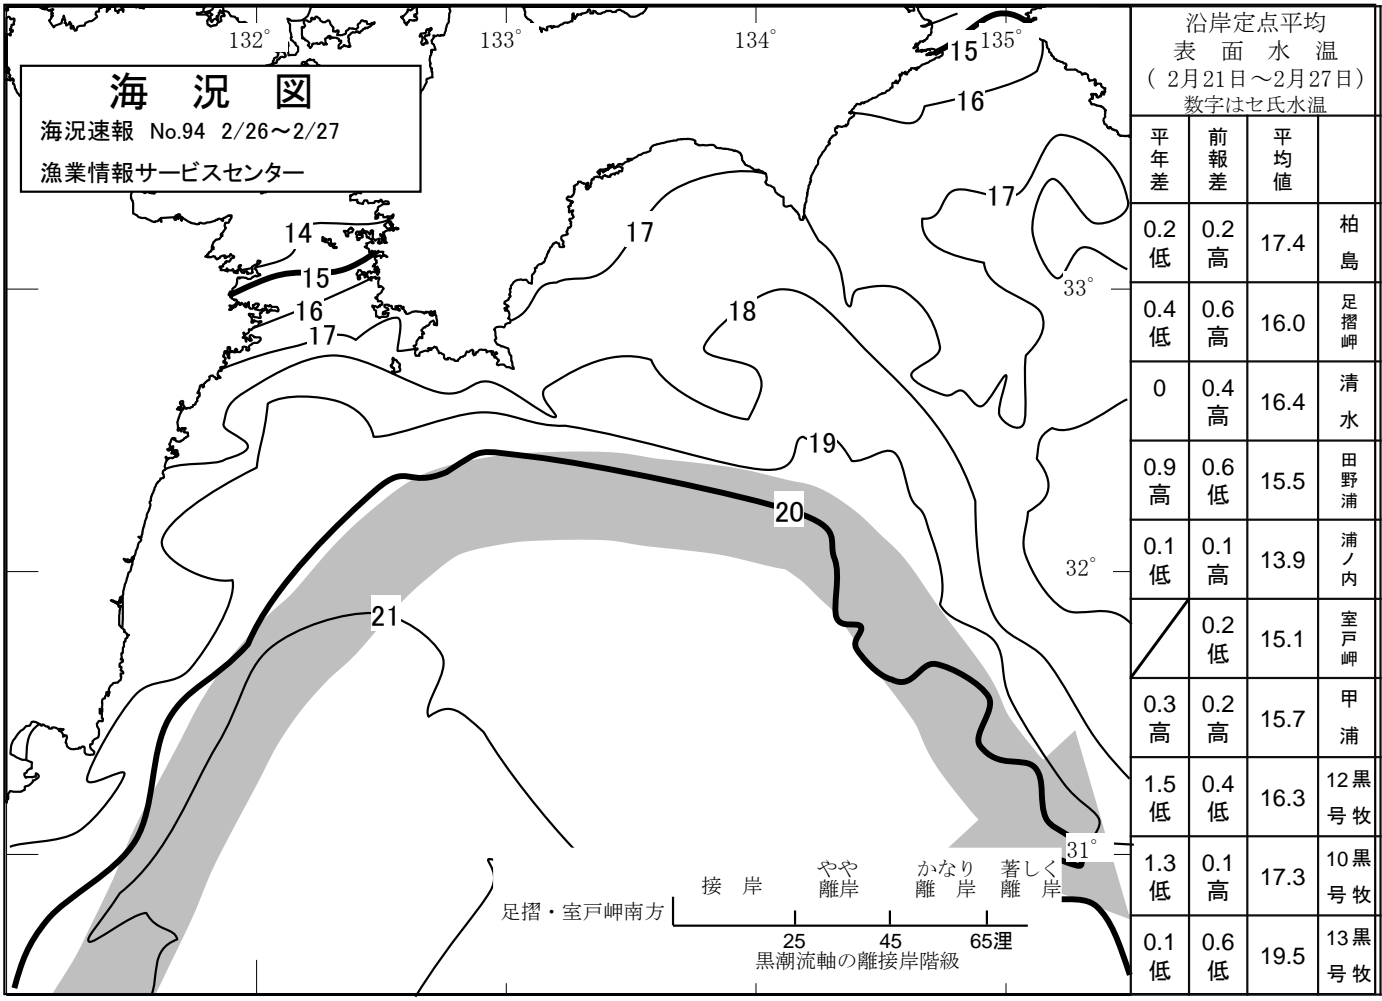 132°
133°
134°
135°
海 況 図
海況速報 No.94 2/26～2/27
漁業情報サービスセンター
15
16
17
14
15
16
17
17
18
19
20
21
33°
32°
31°
接 岸
やや
離岸
かなり
離 岸
著しく
離 岸
足摺・室戸岬南方
25 45 65浬
黒潮流軸の離接岸階級
沿岸定点平均
表 面 水 温
( 2月21日～2月27日)
数字はセ氏水温
平年差 前報差 平均値
0.2低 0.2高 17.4 柏島
0.4低 0.6高 16.0 足摺岬
0 0.4高 16.4 清水
0.9高 0.6低 15.5 田野浦
0.1低 0.1高 13.9 浦ノ内
0.2低 15.1 室戸岬
0.3高 0.2高 15.7 甲浦
1.5低 0.4低 16.3 黒牧12号
1.3低 0.1高 17.3 黒牧10号
0.1低 0.6低 19.5 黒牧13号